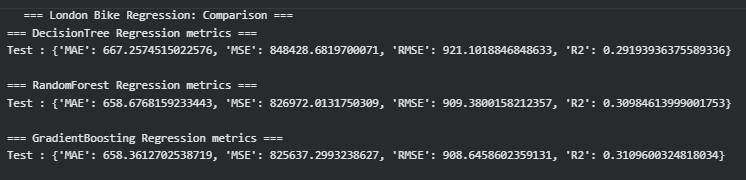 === London Bike Regression: Comparison ===
=== DecisionTree Regression metrics ===
Test : {'MAE': 667.2574515022576, 'MSE': 848428.6819700071, 'RMSE': 921.1018846848633, 'R2': 0.29193936375589336}
=== RandomForest Regression metrics ===
Test : {'MAE': 658.6768159233443, 'MSE': 826972.0131750309, 'RMSE': 909.3800158212357, 'R2': 0.30984613999001753}
=== GradientBoosting Regression metrics ===
Test : {'MAE': 658.3612702538719, 'MSE': 825637.2993238627, 'RMSE': 908.6458602359131, 'R2': 0.3109600324818034}